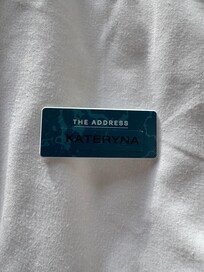 THE ADDRESS
KATERYNA